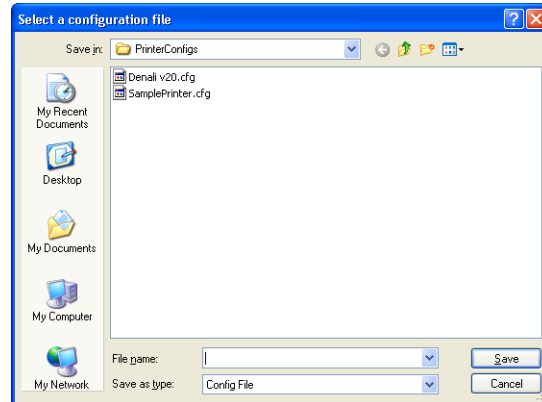 Select a configuration file
Save in: PrinterConfigs
Denali v20.cfg
SamplePrinter.cfg
My Recent
Documents
Desktop
My Documents
My Computer
My Network
File name:
Save
Save as type: Config File
Cancel